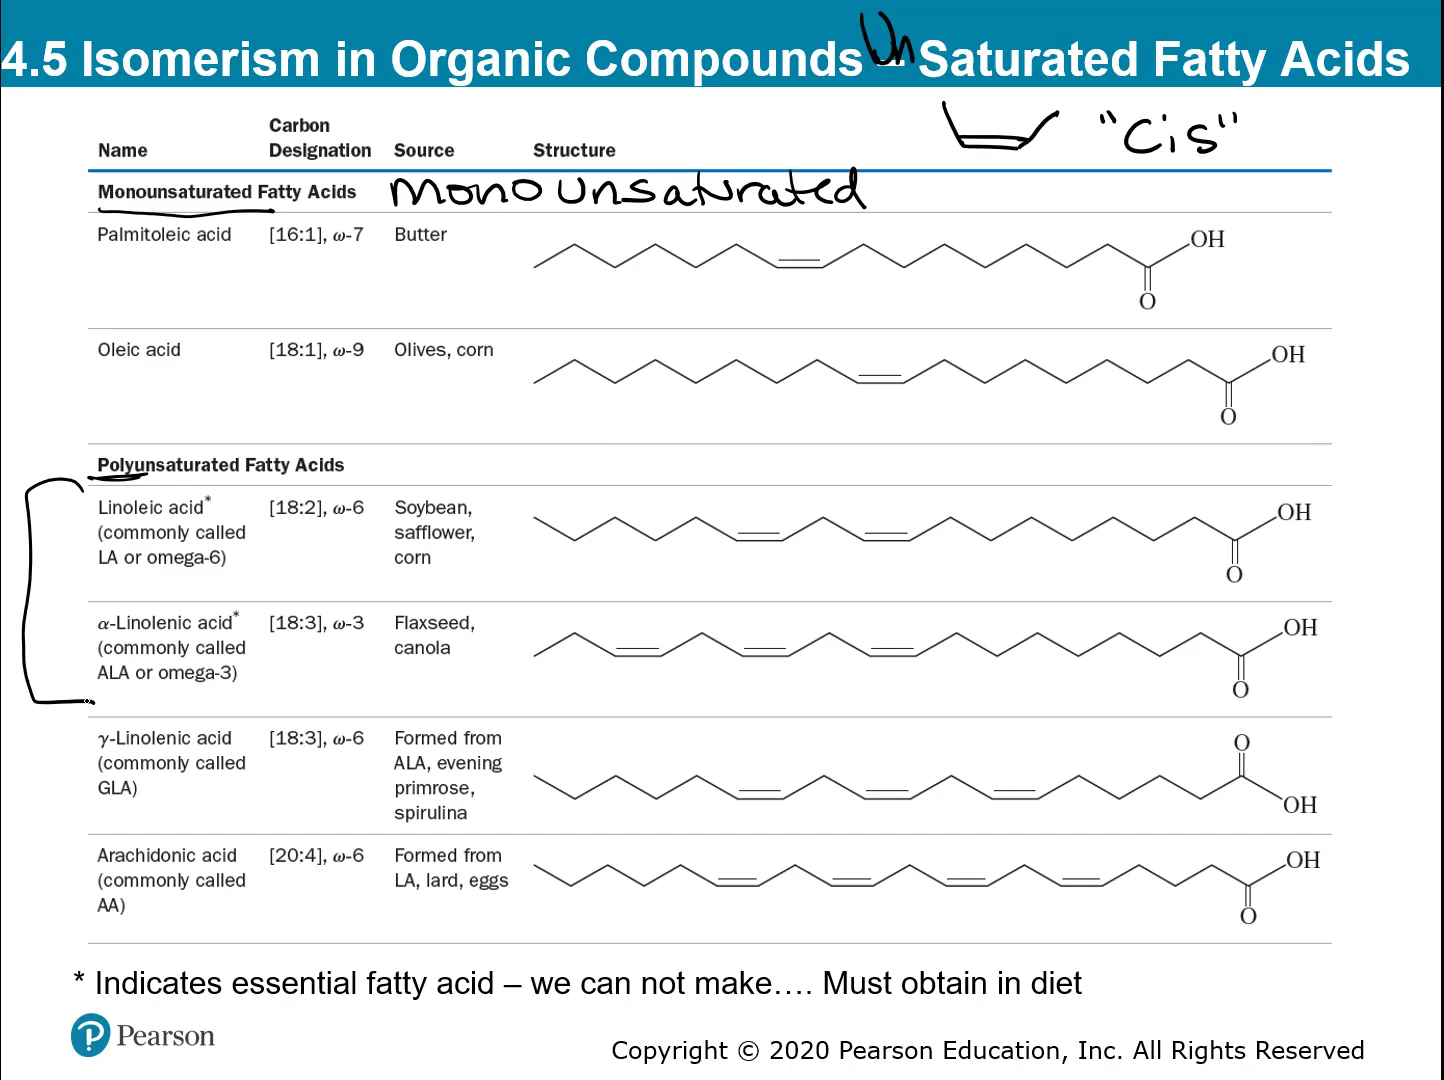 4.5 Isomerism in Organic Compounds – Un Saturated Fatty Acids
"Cis"
Name Carbon Designation Source Structure
Monounsaturated Fatty Acids monounsaturated
Palmitoleic acid [16:1], ω-7 Butter
OH
O
Oleic acid [18:1], ω-9 Olives, corn
OH
O
Polyunsaturated Fatty Acids
Linoleic acid* [18:2], ω-6 Soybean,
(commonly called safflower,
LA or omega-6) corn
OH
O
α-Linolenic acid* [18:3], ω-3 Flaxseed,
(commonly called canola
ALA or omega-3)
OH
O
γ-Linolenic acid [18:3], ω-6 Formed from
(commonly called ALA, evening
GLA) primrose,
spirulina
O
OH
Arachidonic acid [20:4], ω-6 Formed from
(commonly called LA, lard, eggs
AA)
OH
O
* Indicates essential fatty acid – we can not make.... Must obtain in diet
P Pearson
Copyright © 2020 Pearson Education, Inc. All Rights Reserved